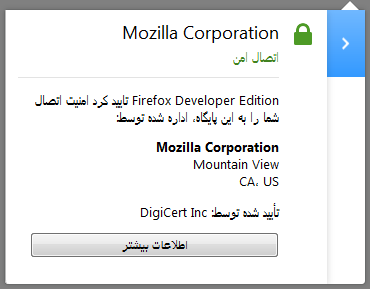 Mozilla Corporation
اتصال امن
Firefox Developer Edition تایید کرد امنیت اتصال
شما را به این پایگاه، اداره شده توسط:
Mozilla Corporation
Mountain View
CA، US
تأیید شده توسط: DigiCert Inc
اطلاعات بیشتر